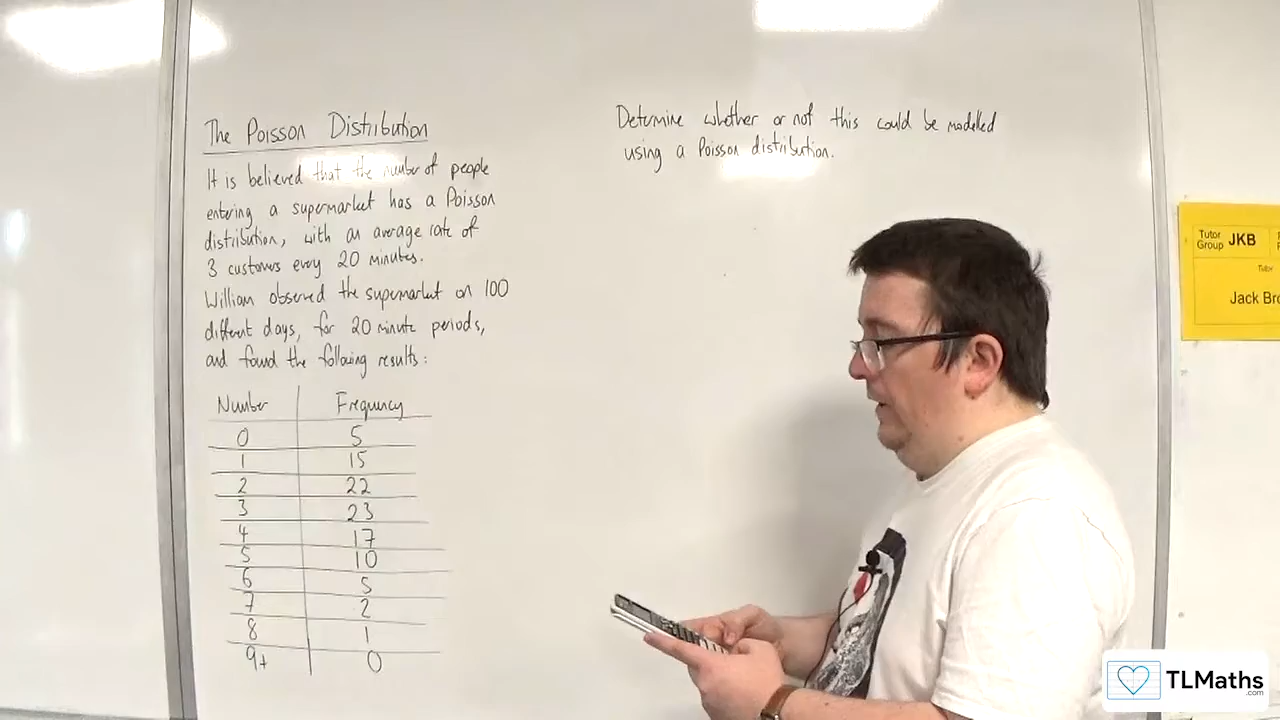 The Poisson Distribution
It is believed that the number of people
entering a supermarket has a Poisson
distribution, with an average rate of
3 customers every 20 minutes.
William observed the supermarket on 100
different days, for 20 minute periods,
and found the following results:
Number Frequency
0 5
1 15
2 22
3 23
4 17
5 10
6 5
7 2
8 1
9+ 0
Determine whether or not this could be modelled
using a Poisson distribution.
Tutor
Group JKB
Tutor
Jack Bro
TLMaths
.com